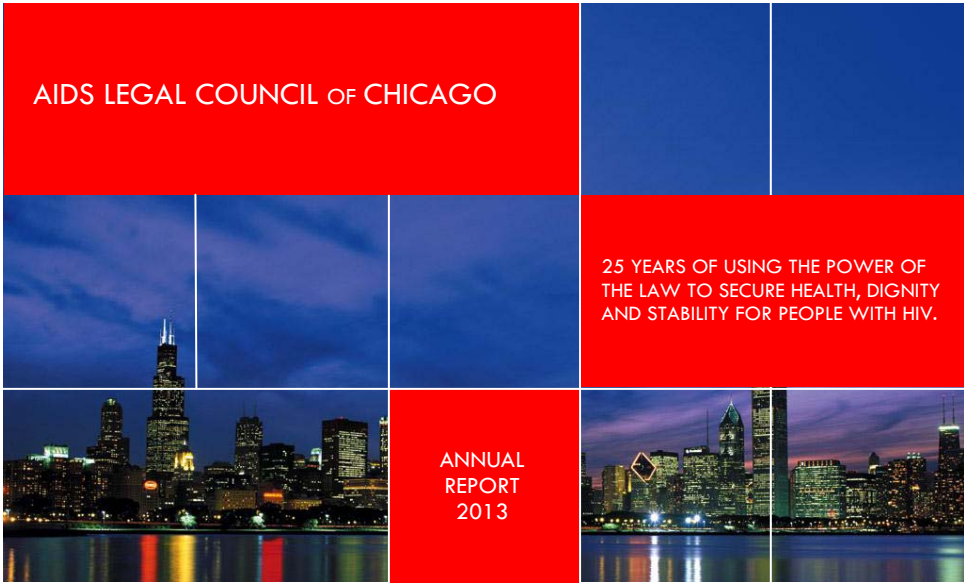 AIDS LEGAL COUNCIL OF CHICAGO
25 YEARS OF USING THE POWER OF
THE LAW TO SECURE HEALTH, DIGNITY
AND STABILITY FOR PEOPLE WITH HIV.
ANNUAL
REPORT
2013